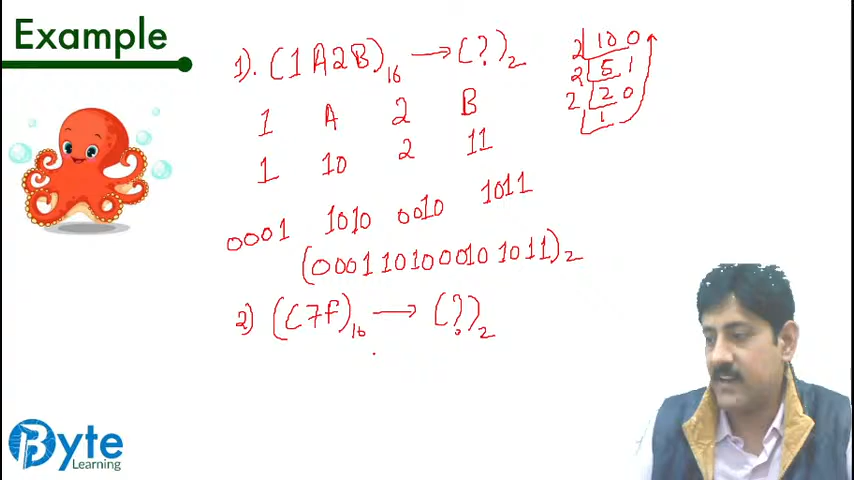 Example
1). (1A2B)16 → (?)2
2 10 0
2 5 1
2 2 0
1
1 A 2 B
1 10 2 11
0001 1010 0010 1011
(0001101000101011)2
2) (C7F)16 → (?)2
Byte
Learning